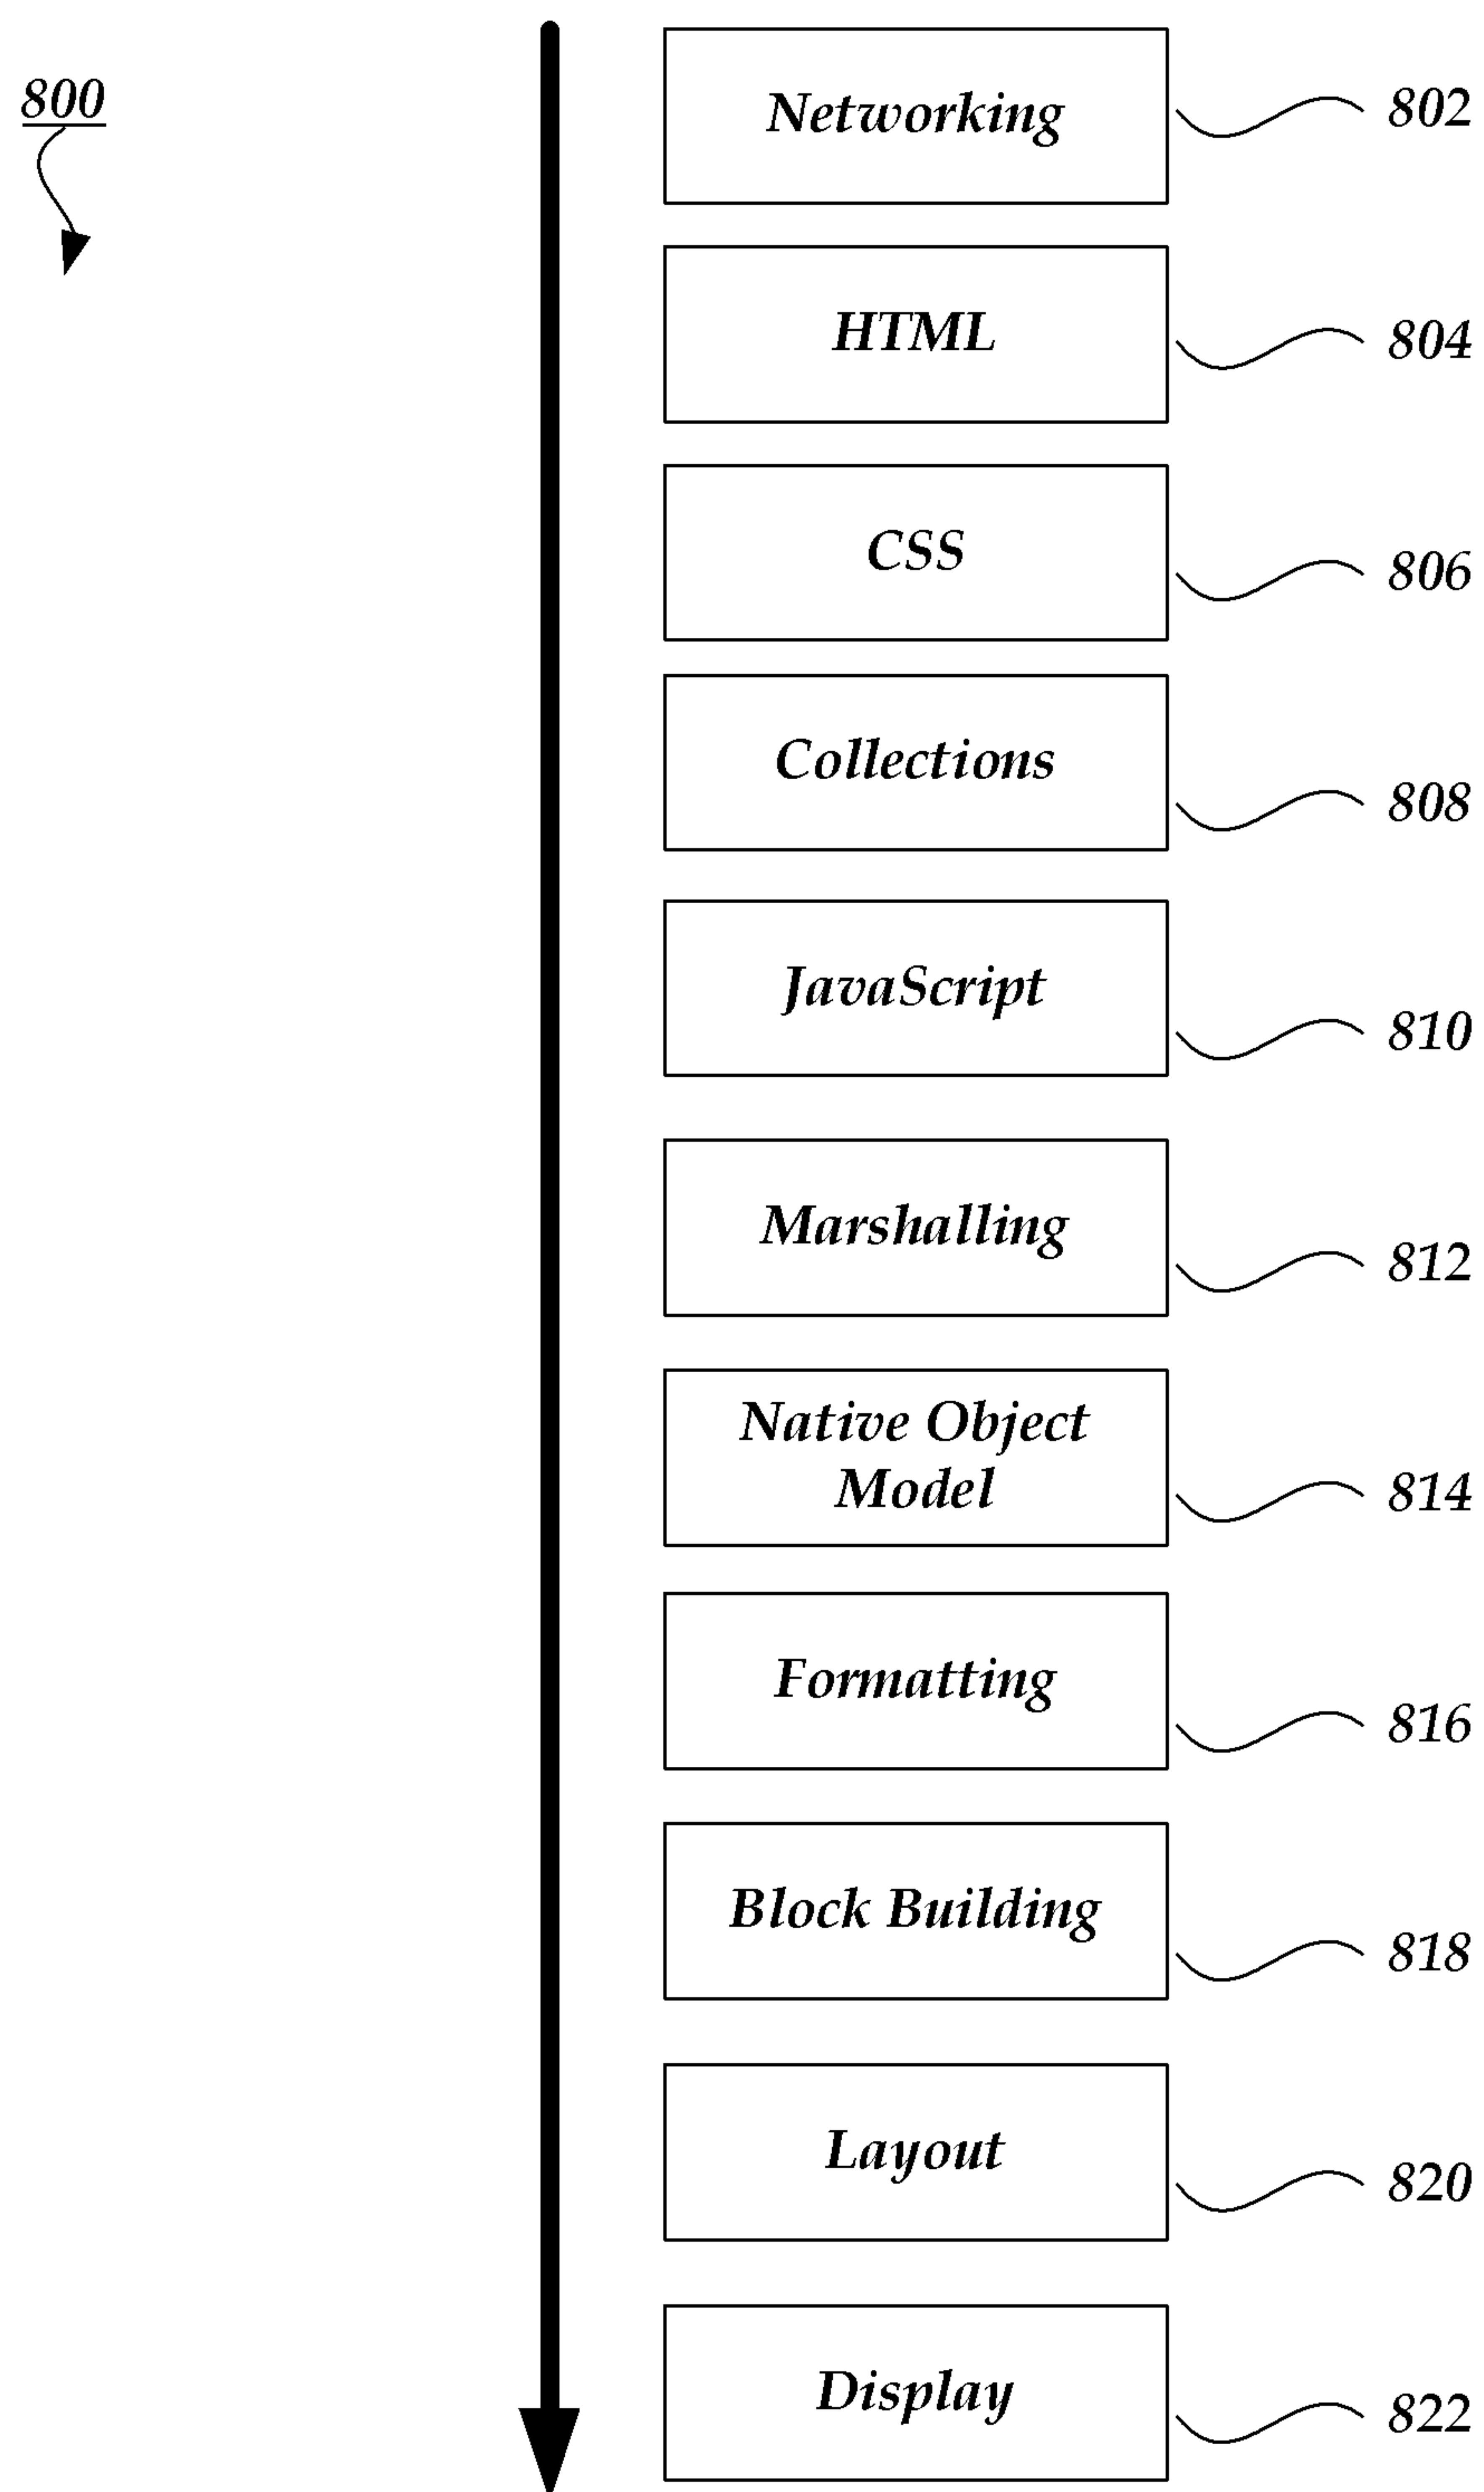 800
Networking
802
HTML
804
CSS
806
Collections
808
JavaScript
810
Marshalling
812
Native Object
Model
814
Formatting
816
Block Building
818
Layout
820
Display
822